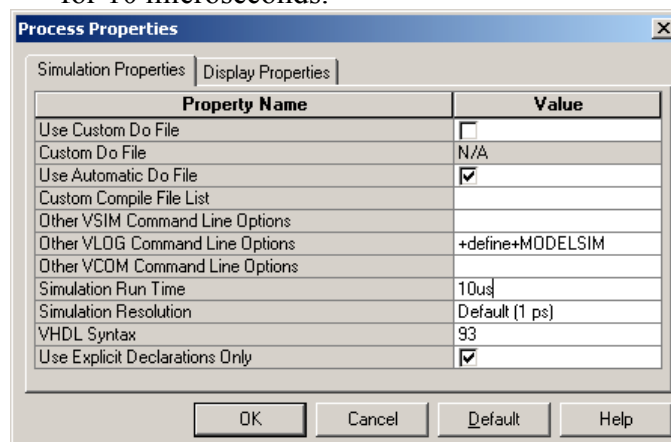 for 10 microseconds.
Process Properties
Simulation Properties Display Properties
Property Name Value
Use Custom Do File
Custom Do File N/A
Use Automatic Do File
Custom Compile File List
Other VSIM Command Line Options
Other VLOG Command Line Options +define+MODELSIM
Other VCOM Command Line Options
Simulation Run Time 10us
Simulation Resolution Default (1 ps)
VHDL Syntax 93
Use Explicit Declarations Only
OK Cancel Default Help